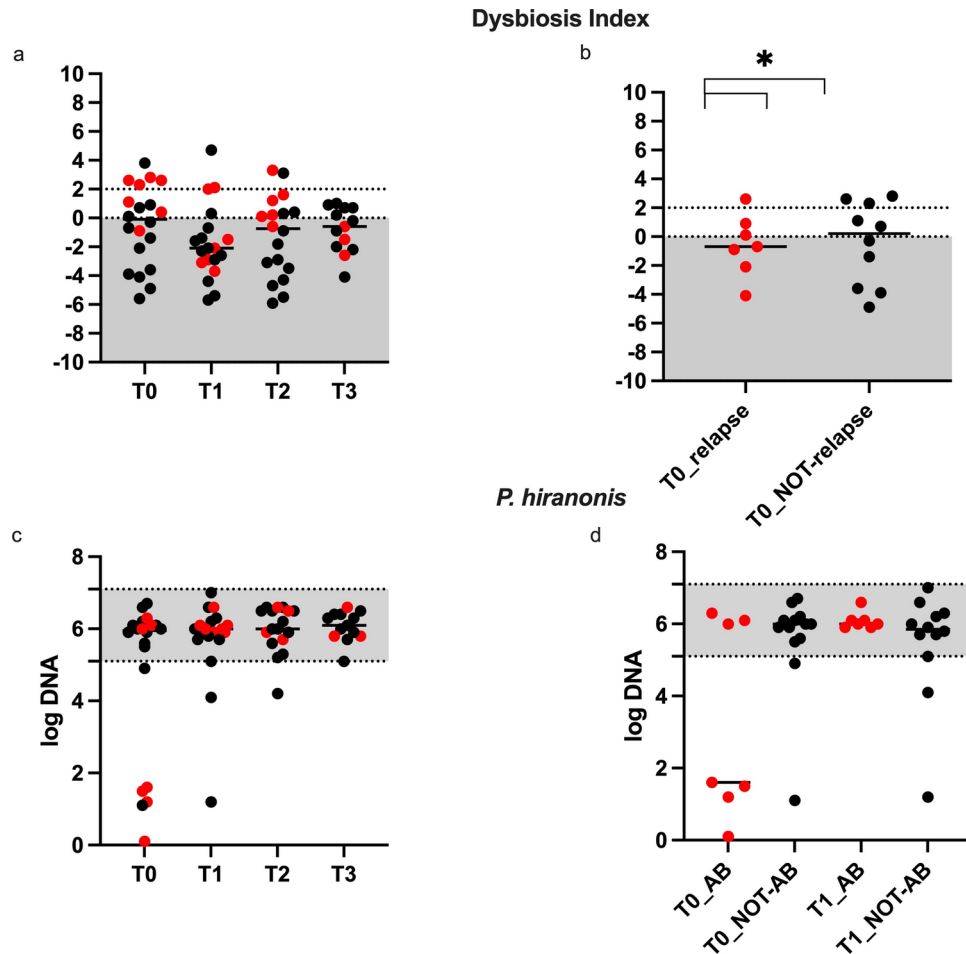 Dysbiosis Index
a
10
8
6
4
2
0
-2
-4
-6
-8
-10
T0 T1 T2 T3
b
*
10
8
6
4
2
0
-2
-4
-6
-8
-10
T0_relapse
T0_NOT-relapse
P. hiranonis
c
log DNA
8
6
4
2
0
T0 T1 T2 T3
d
log DNA
8
6
4
2
0
T0_AB
T0_NOT-AB
T1_AB
T1_NOT-AB